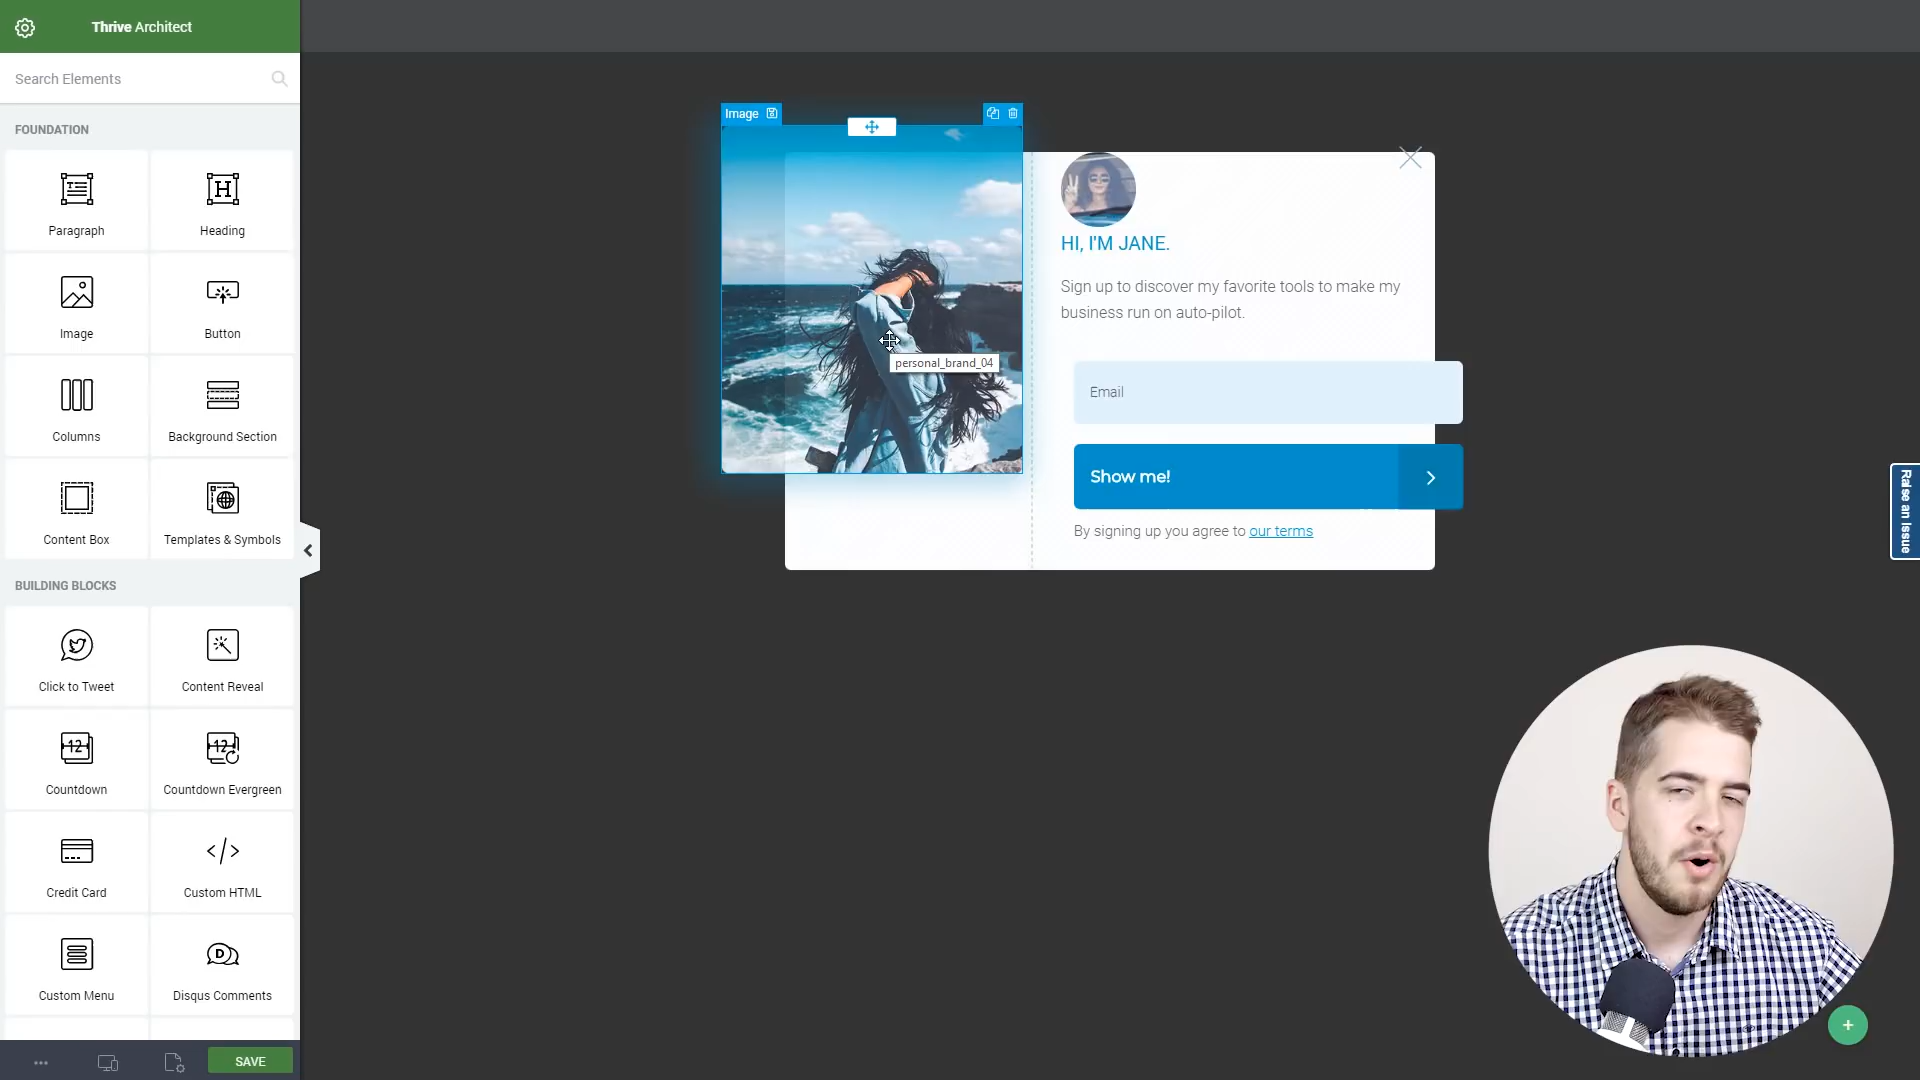 Thrive Architect
Search Elements
FOUNDATION
Paragraph
Heading
Image
Button
Columns
Background Section
Content Box
Templates & Symbols
BUILDING BLOCKS
Click to Tweet
Content Reveal
12
Countdown
12
Countdown Evergreen
Credit Card
</>
Custom HTML
Custom Menu
D
Disqus Comments
SAVE
Image
personal_brand_04
HI, I'M JANE.
Sign up to discover my favorite tools to make my
business run on auto-pilot.
Email
Show me!
By signing up you agree to our terms
Raise an Issue